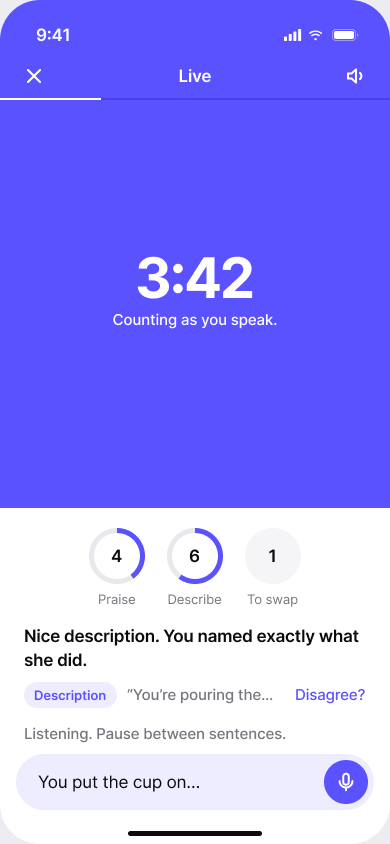 9:41
Live
3:42
Counting as you speak.
4
6
1
Praise
Describe
To swap
Nice description. You named exactly what
she did.
Description
“You’re pouring the...
Disagree?
Listening. Pause between sentences.
You put the cup on...